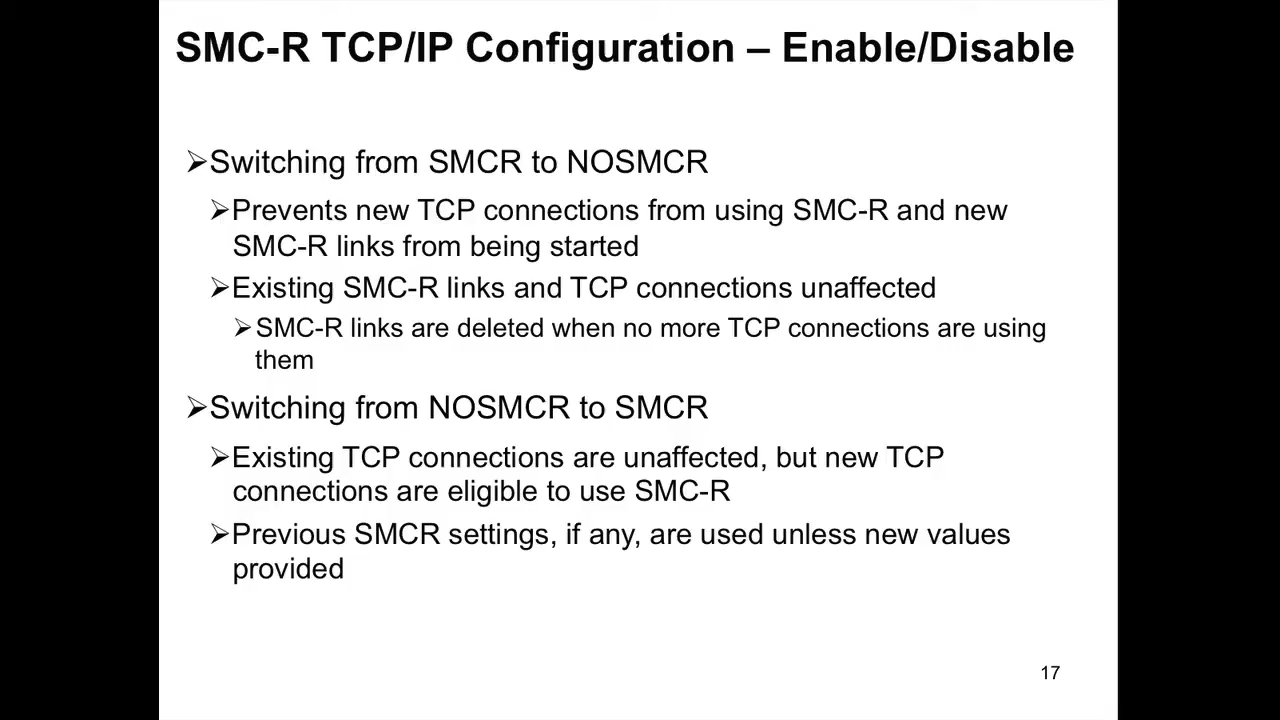 SMC-R TCP/IP Configuration – Enable/Disable
➢Switching from SMCR to NOSMCR
➢Prevents new TCP connections from using SMC-R and new
SMC-R links from being started
➢Existing SMC-R links and TCP connections unaffected
➢SMC-R links are deleted when no more TCP connections are using
them
➢Switching from NOSMCR to SMCR
➢Existing TCP connections are unaffected, but new TCP
connections are eligible to use SMC-R
➢Previous SMCR settings, if any, are used unless new values
provided
17